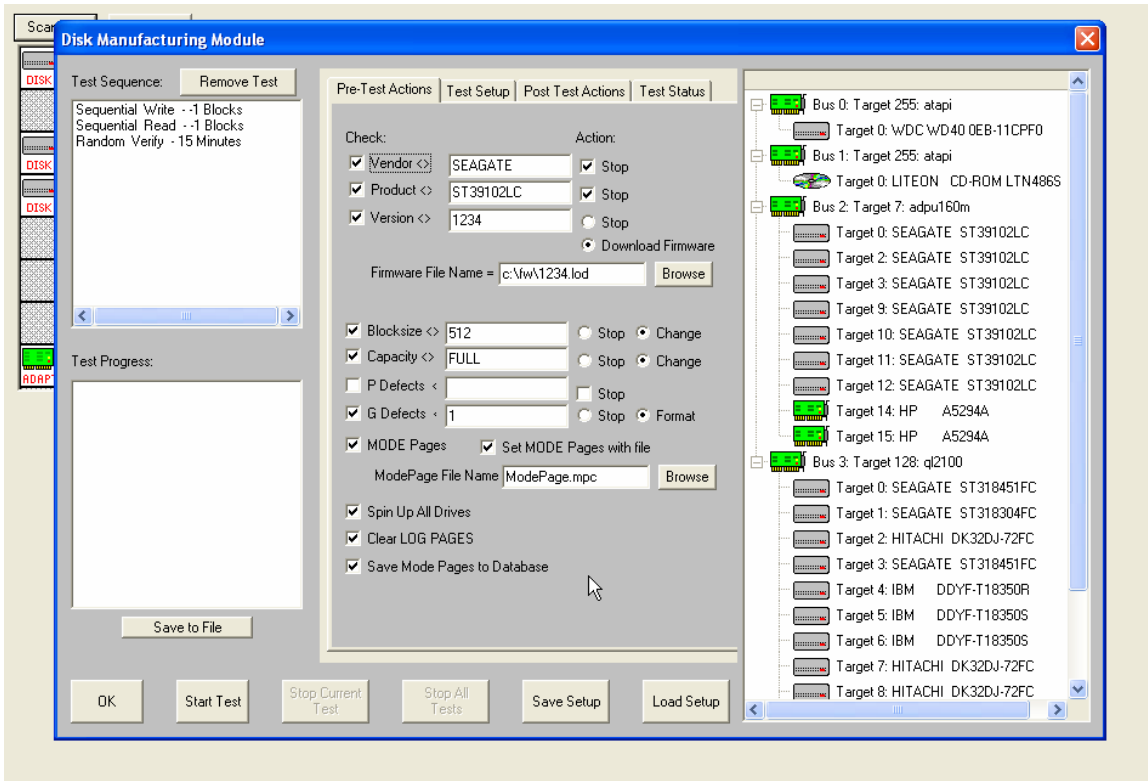 Scan
Disk Manufacturing Module
DISK
DISK
DISK
ADAPT
Test Sequence:
Remove Test
Sequential Write - -1 Blocks
Sequential Read - -1 Blocks
Random Verify - 15 Minutes
Test Progress:
Save to File
Pre-Test Actions
Test Setup
Post Test Actions
Test Status
Check:
Action:
Vendor <> SEAGATE Stop
Product <> ST39102LC Stop
Version <> 1234 Stop
Download Firmware
Firmware File Name = c:\fw\1234.lod Browse
Blocksize <> 512 Stop Change
Capacity <> FULL Stop Change
P Defects < Stop
G Defects < 1 Stop Format
MODE Pages Set MODE Pages with file
ModePage File Name ModePage.mpc Browse
Spin Up All Drives
Clear LOG PAGES
Save Mode Pages to Database
Bus 0: Target 255: atapi
Target 0: WDC WD40 0EB-11CPF0
Bus 1: Target 255: atapi
Target 0: LITEON CD-ROM LTN486S
Bus 2: Target 7: adpu160m
Target 0: SEAGATE ST39102LC
Target 2: SEAGATE ST39102LC
Target 3: SEAGATE ST39102LC
Target 9: SEAGATE ST39102LC
Target 10: SEAGATE ST39102LC
Target 11: SEAGATE ST39102LC
Target 12: SEAGATE ST39102LC
Target 14: HP A5294A
Target 15: HP A5294A
Bus 3: Target 128: ql2100
Target 0: SEAGATE ST318451FC
Target 1: SEAGATE ST318304FC
Target 2: HITACHI DK32DJ-72FC
Target 3: SEAGATE ST318451FC
Target 4: IBM DDYF-T18350R
Target 5: IBM DDYF-T18350S
Target 6: IBM DDYF-T18350S
Target 7: HITACHI DK32DJ-72FC
Target 8: HITACHI DK32DJ-72FC
OK
Start Test
Stop Current
Test
Stop All
Tests
Save Setup
Load Setup